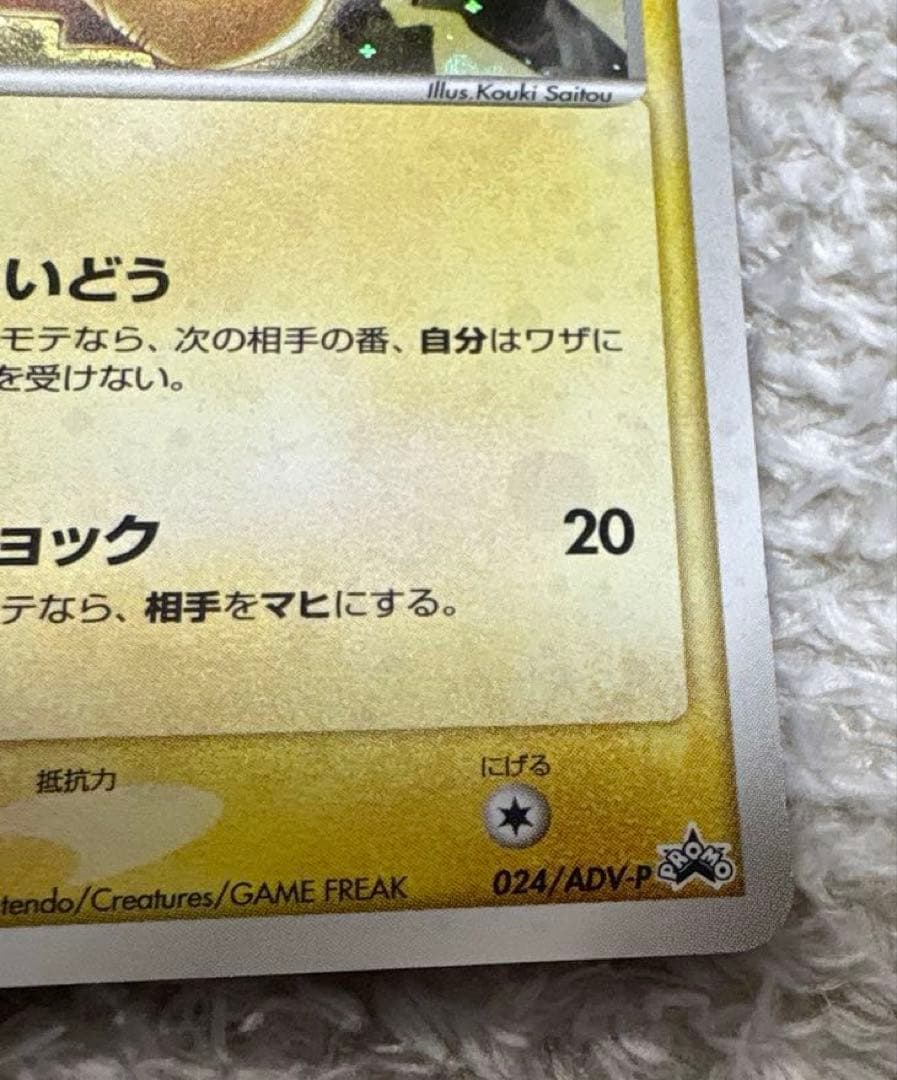 Illus.Kouki Saitou
いどう
モテなら、次の相手の番、自分はワザに
を受けない。
ョック 20
テなら、相手をマヒにする。
抵抗力
にげる
tendo/Creatures/GAME FREAK
024/ADV-P
PROMO